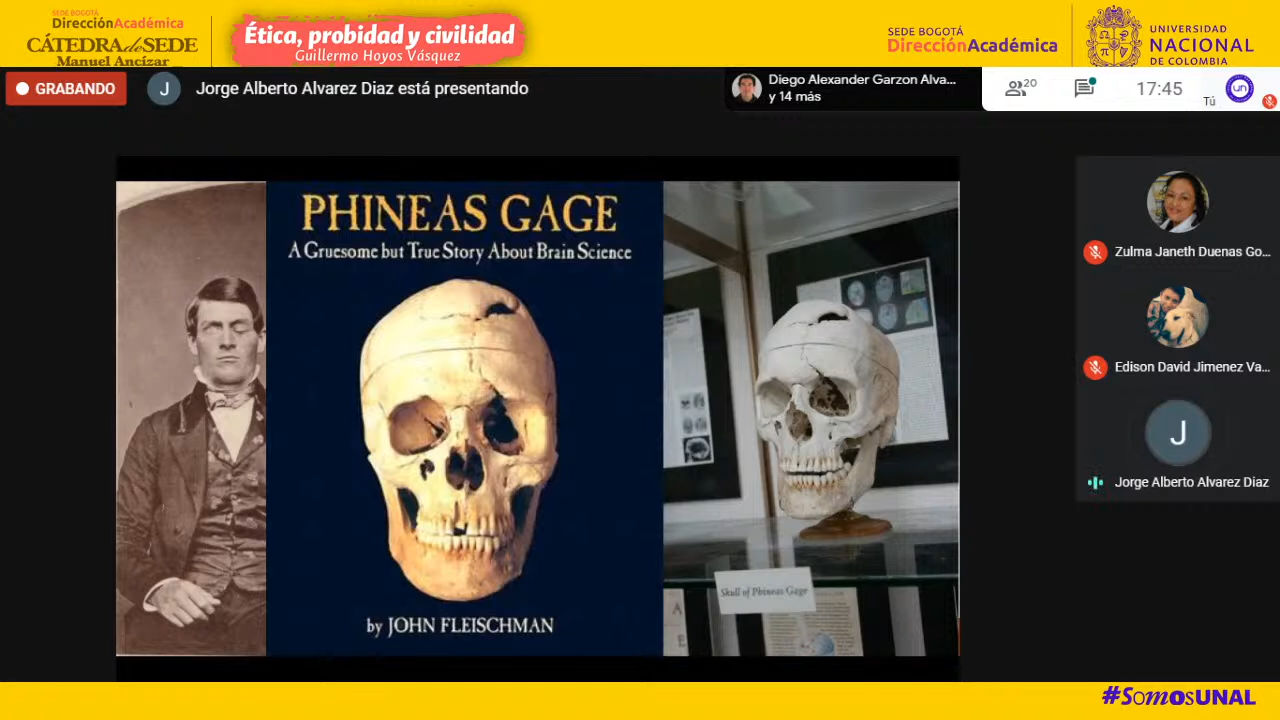 SEDE BOGOTÁ
DirecciónAcadémica
CÁTEDRA de SEDE
Manuel Ancízar
Ética, probidad y civilidad
Guillermo Hoyos Vásquez
SEDE BOGOTÁ
DirecciónAcadémica
UNIVERSIDAD
NACIONAL
DE COLOMBIA
GRABANDO
J
Jorge Alberto Alvarez Diaz está presentando
Diego Alexander Garzon Alva...
y 14 más
20
17:45
Tú
un
PHINEAS GAGE
A Gruesome but True Story About Brain Science
by JOHN FLEISCHMAN
Skull of Phineas Gage
A
Zulma Janeth Duenas Go...
Edison David Jimenez Va...
J
Jorge Alberto Alvarez Diaz
#SomosUNAL